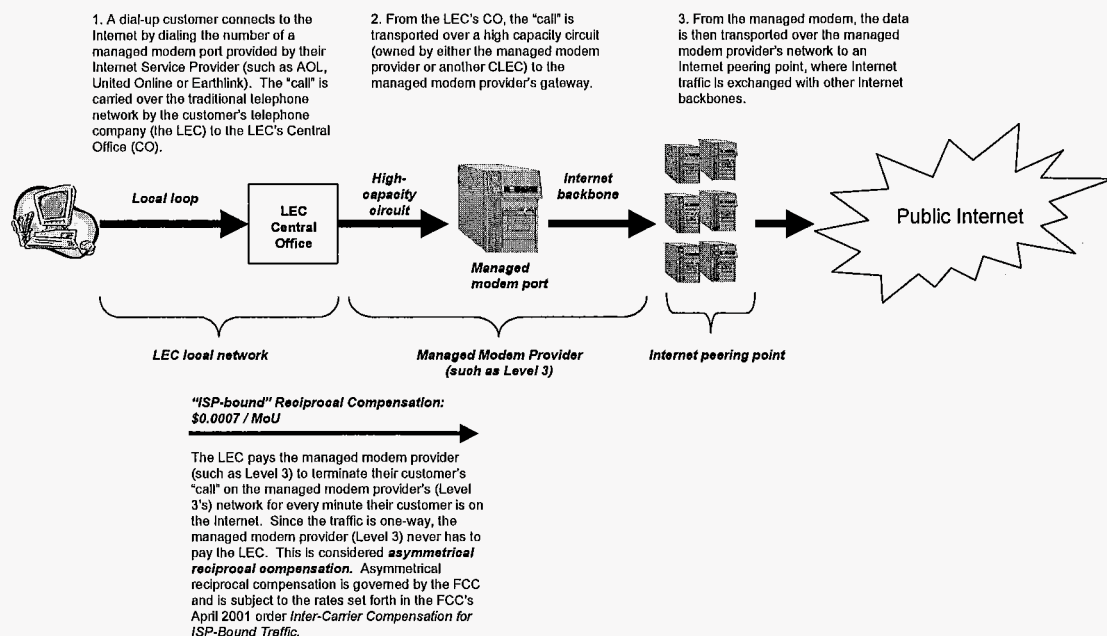 1. A dial-up customer connects to the
Internet by dialing the number of a
managed modem port provided by their
Internet Service Provider (such as AOL,
United Online or Earthlink). The "call" is
carried over the traditional telephone
network by the customer's telephone
company (the LEC) to the LEC's Central
Office (CO).
2. From the LEC's CO, the "call" is
transported over a high capacity circuit
(owned by either the managed modem
provider or another CLEC) to the
managed modem provider's gateway.
3. From the managed modem, the data
is then transported over the managed
modem provider's network to an
Internet peering point, where Internet
traffic is exchanged with other Internet
backbones.
Local loop
LEC
Central
Office
High-
capacity
circuit
Managed
modem port
Internet
backbone
Public Internet
LEC local network
Managed Modem Provider
(such as Level 3)
Internet peering point
"ISP-bound" Reciprocal Compensation:
$0.0007 / MoU
The LEC pays the managed modem provider
(such as Level 3) to terminate their customer's
"call" on the managed modem provider's (Level
3's) network for every minute their customer is on
the Internet. Since the traffic is one-way, the
managed modem provider (Level 3) never has to
pay the LEC. This is considered asymmetrical
reciprocal compensation. Asymmetrical
reciprocal compensation is governed by the FCC
and is subject to the rates set forth in the FCC's
April 2001 order Inter-Carrier Compensation for
ISP-Bound Traffic.